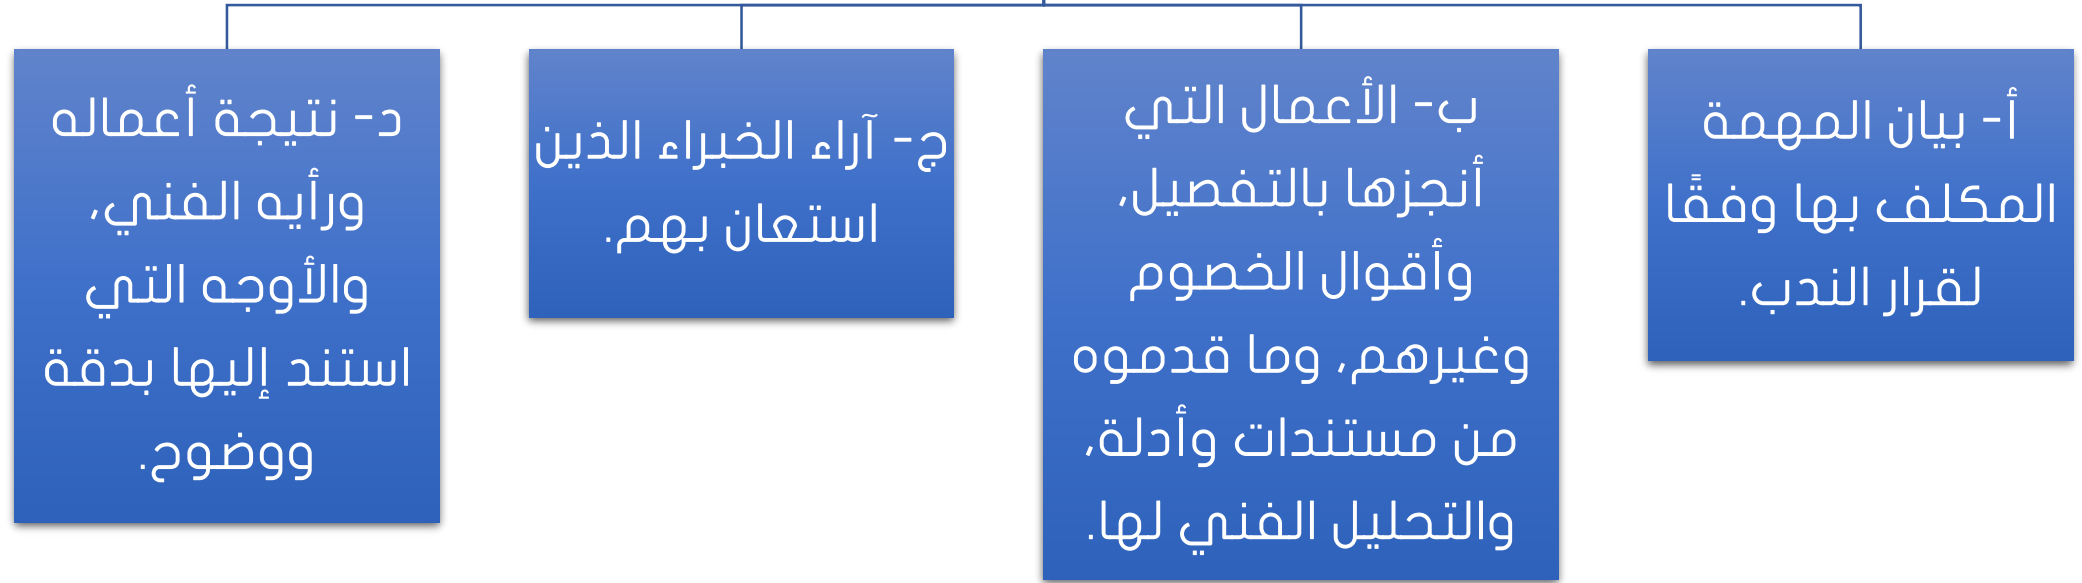 أ- بيان المهمة
المكلف بها وفقًا
لقرار الندب.
ب- الأعمال التي
أنجزها بالتفصيل،
وأقوال الخصوم
وغيرهم، وما قدموه
من مستندات وأدلة،
والتحليل الفني لها.
ج- آراء الخبراء الذين
استعان بهم.
د- نتيجة أعماله
ورأيه الفني،
والأوجه التي
استند إليها بدقة
ووضوح.